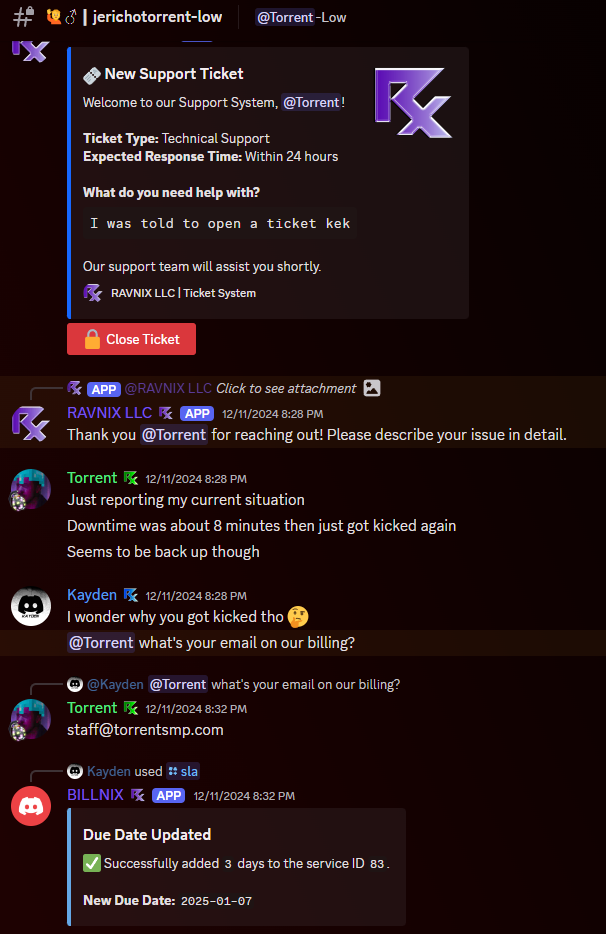 jerichotorrent-low
@Torrent-Low
New Support Ticket
Welcome to our Support System, @Torrent!
Ticket Type: Technical Support
Expected Response Time: Within 24 hours
What do you need help with?
I was told to open a ticket kek
Our support team will assist you shortly.
RAVNIX LLC | Ticket System
Close Ticket
APP @RAVNIX LLC Click to see attachment
RAVNIX LLC APP 12/11/2024 8:28 PM
Thank you @Torrent for reaching out! Please describe your issue in detail.
Torrent 12/11/2024 8:28 PM
Just reporting my current situation
Downtime was about 8 minutes then just got kicked again
Seems to be back up though
Kayden 12/11/2024 8:28 PM
I wonder why you got kicked tho 🤔
@Torrent what's your email on our billing?
@Kayden @Torrent what's your email on our billing?
Torrent 12/11/2024 8:32 PM
staff@torrentsmp.com
Kayden used sla
BILLNIX APP 12/11/2024 8:32 PM
Due Date Updated
✅ Successfully added 3 days to the service ID 83.
New Due Date: 2025-01-07